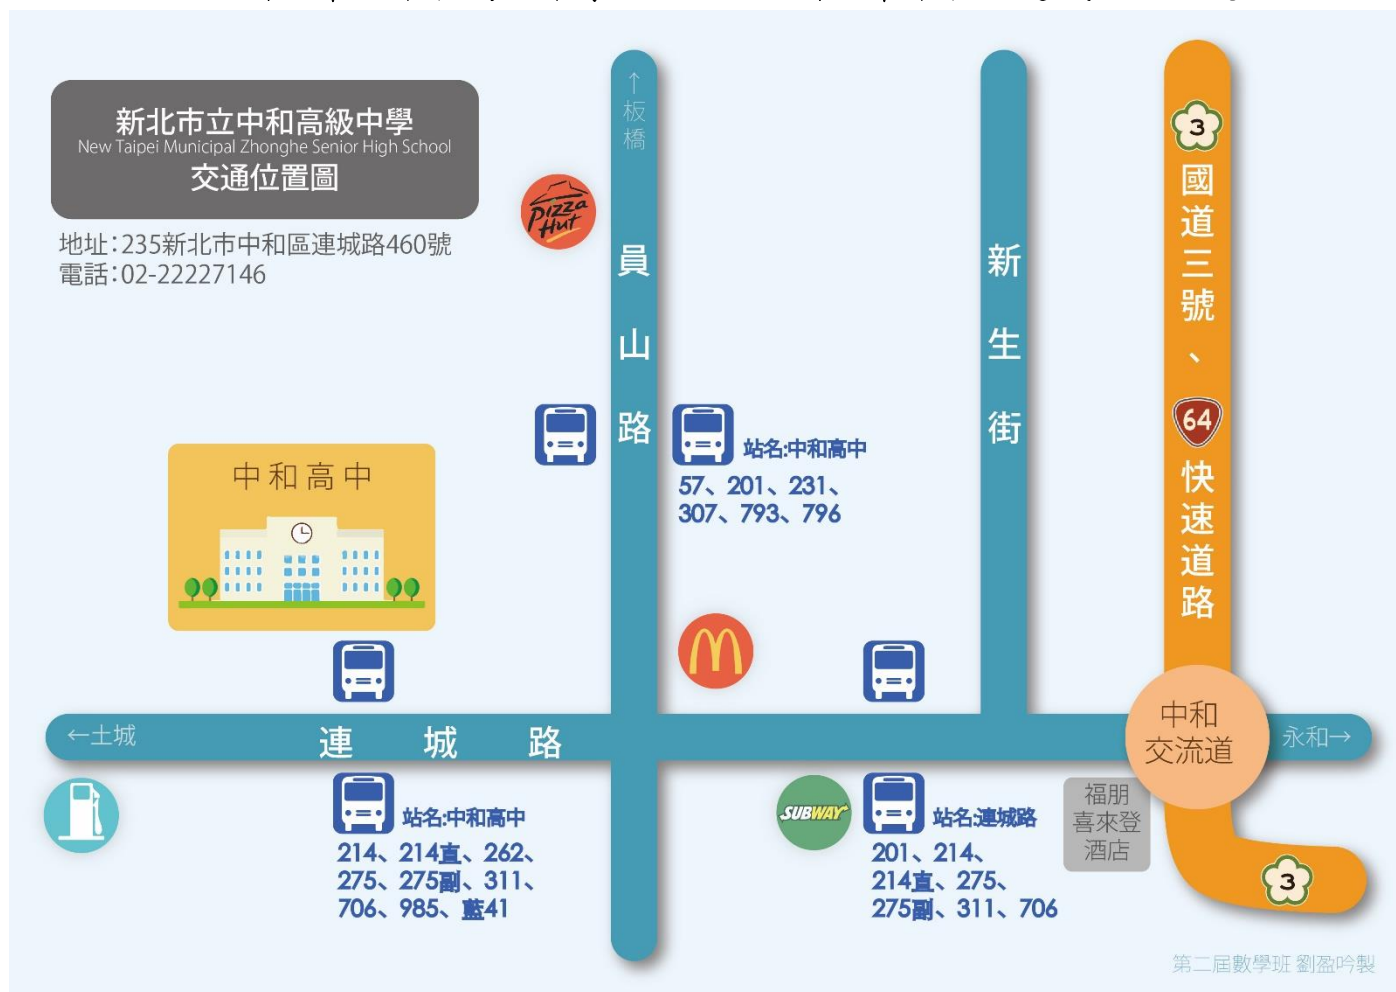 新北市立中和高級中學
New Taipei Municipal Zhonghe Senior High School
交通位置圖
地址：235新北市中和區連城路460號
電話：02-22227146
↑板橋
員山路
Pizza
Hut
新生街
3
國道三號、
64
快速道路
站名:中和高中
57、201、231、
307、793、796
中和高中
←土城
連城路
中和
交流道
永和→
站名:中和高中
214、214直、262、
275、275副、311、
706、985、藍41
SUBWAY
站名:連城路
201、214、
214直、275、
275副、311、706
福朋
喜來登
酒店
3
第二屆數學班 劉盈吟製